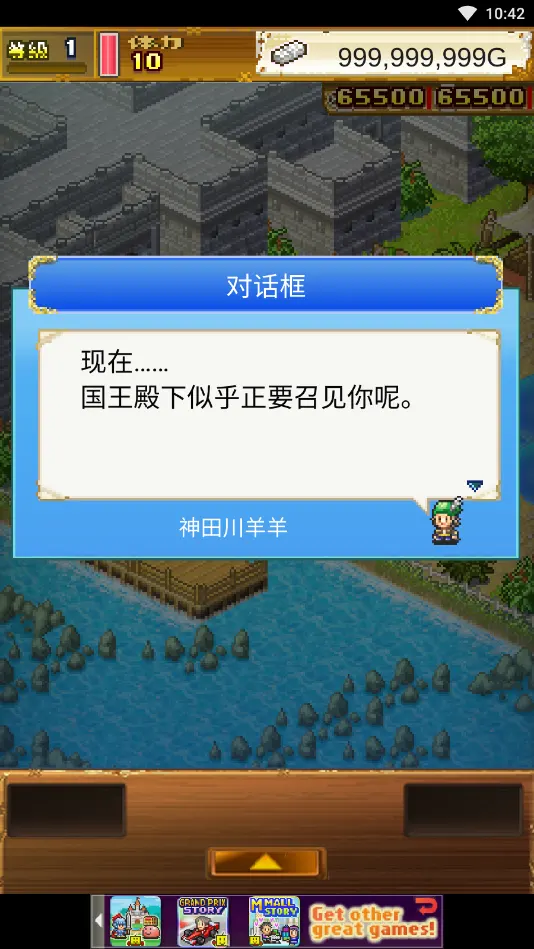 10:42
等级 1
体力
10
999,999,999G
65500 65500
对话框
现在……
国王殿下似乎正要召见你呢。
神田川羊羊
GRAND PRIX
STORY
M MALL
STORY
Get other
great games!